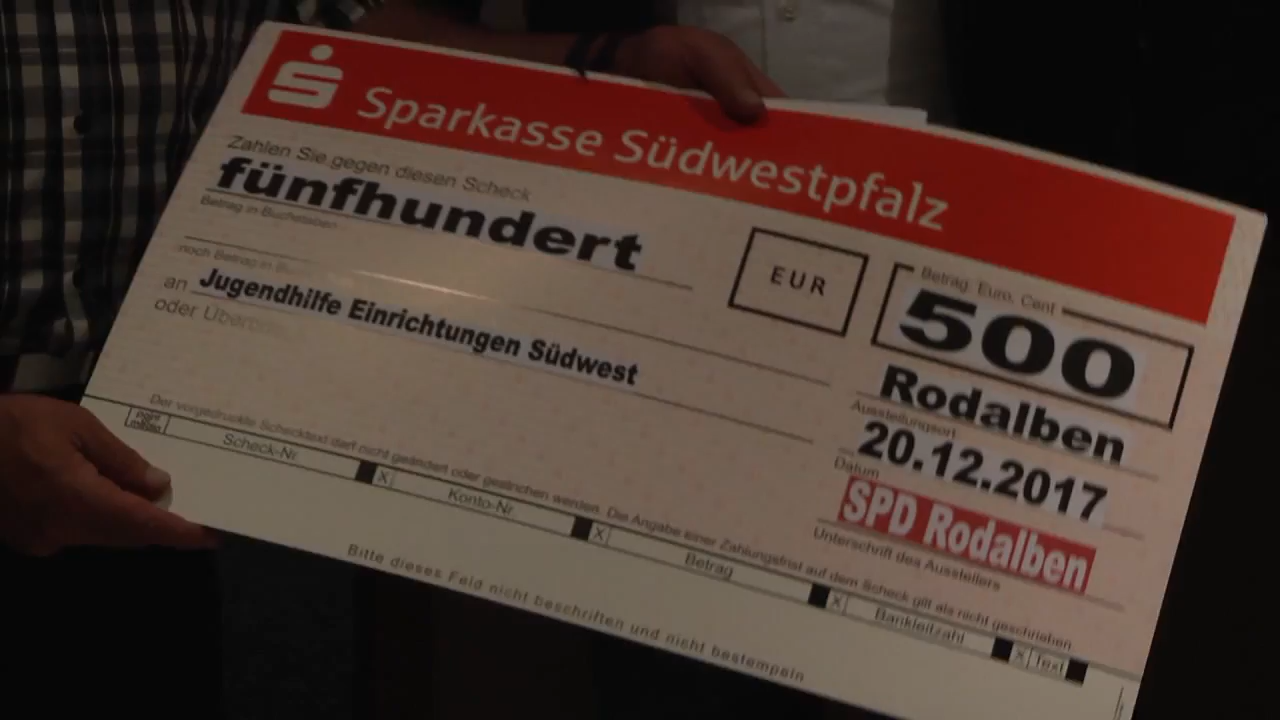 Sparkasse Südwestpfalz
Zahlen Sie gegen diesen Scheck
fünfhundert
Betrag in Buchstaben
EUR
Betrag, Euro, Cent
500
noch Betrag in
an Jugendhilfe Einrichtungen Südwest
oder
Rodalben
Ausstellungsort
20.12.2017
Datum
SPD Rodalben
Unterschrift des Ausstellers
Der vorgedruckte Schecktext darf nicht geändert oder gestrichen werden. Die Angabe einer Zahlungsfrist auf dem Scheck gilt als nicht geschrieben.
Scheck-Nr. X Konto-Nr. X Betrag X Bankleitzahl X Text
Bitte dieses Feld nicht beschriften und nicht bestempeln